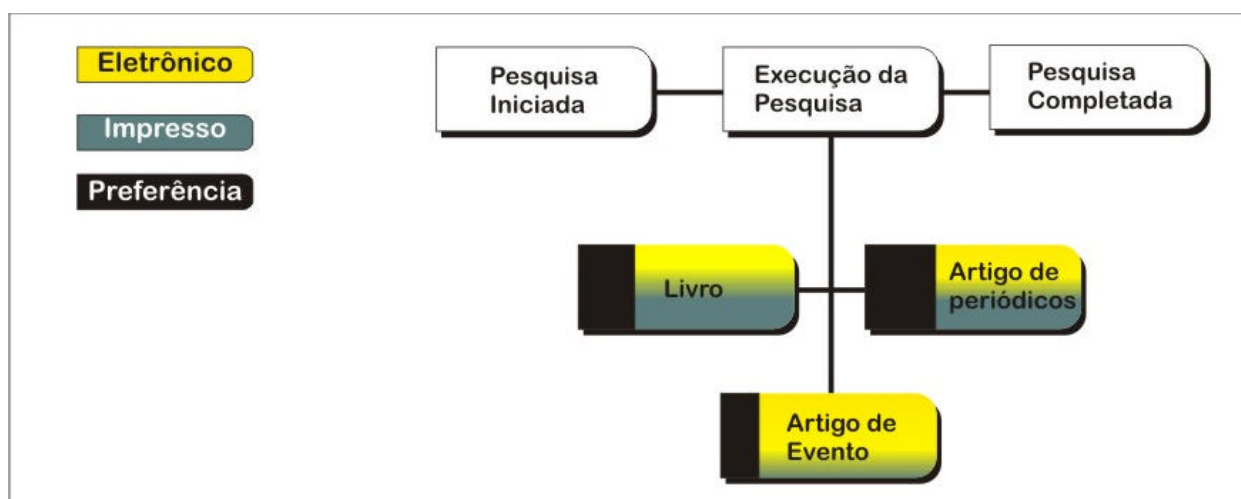 Eletrônico
Impresso
Preferência
Pesquisa
Iniciada
Execução da
Pesquisa
Pesquisa
Completada
Livro
Artigo de
periódicos
Artigo de
Evento